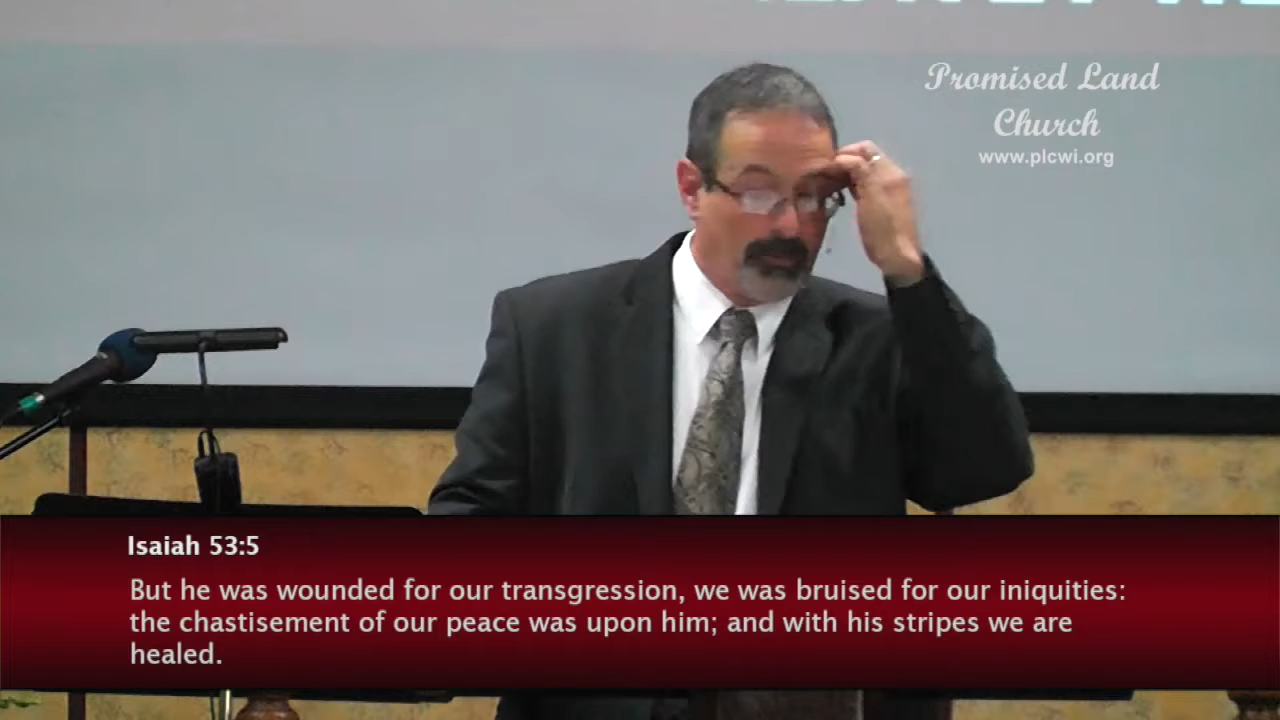 Promised Land
Church
www.plcwi.org
Isaiah 53:5
But he was wounded for our transgression, we was bruised for our iniquities:
the chastisement of our peace was upon him; and with his stripes we are
healed.